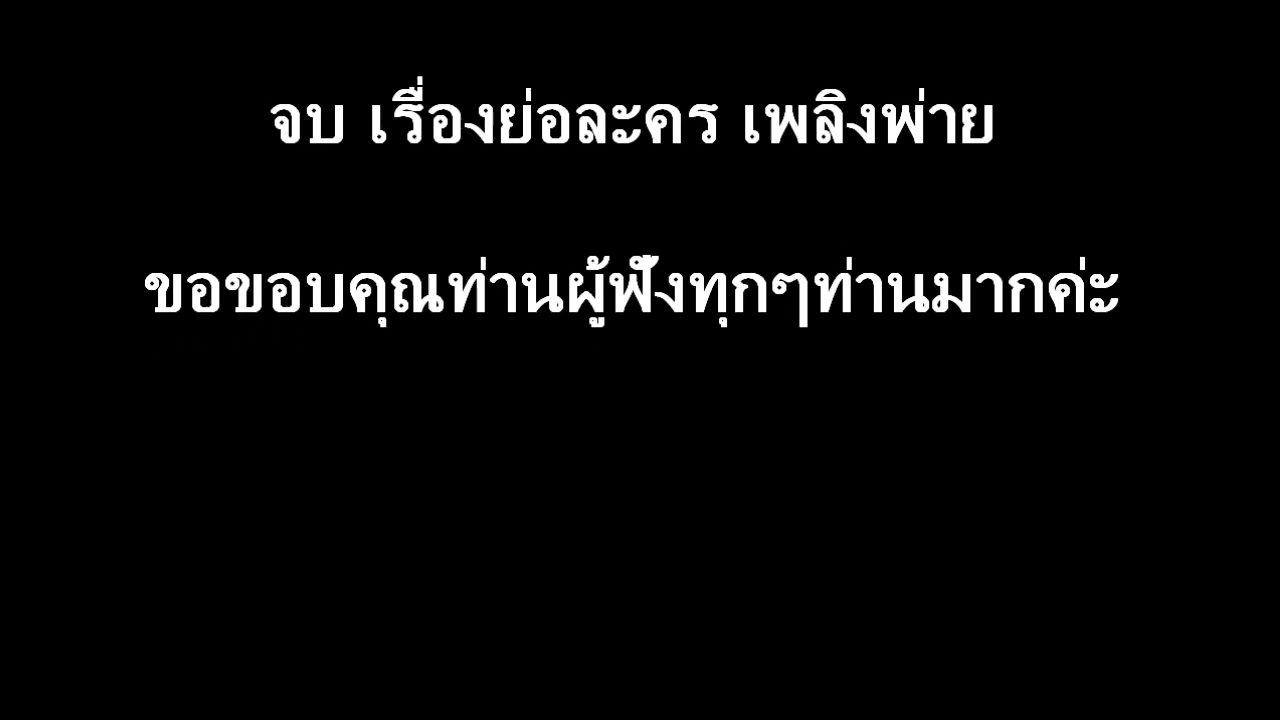 จบ เรื่องย่อละคร เพลิงพ่าย
ขอขอบคุณท่านผู้ฟังทุกๆท่านมากค่ะ